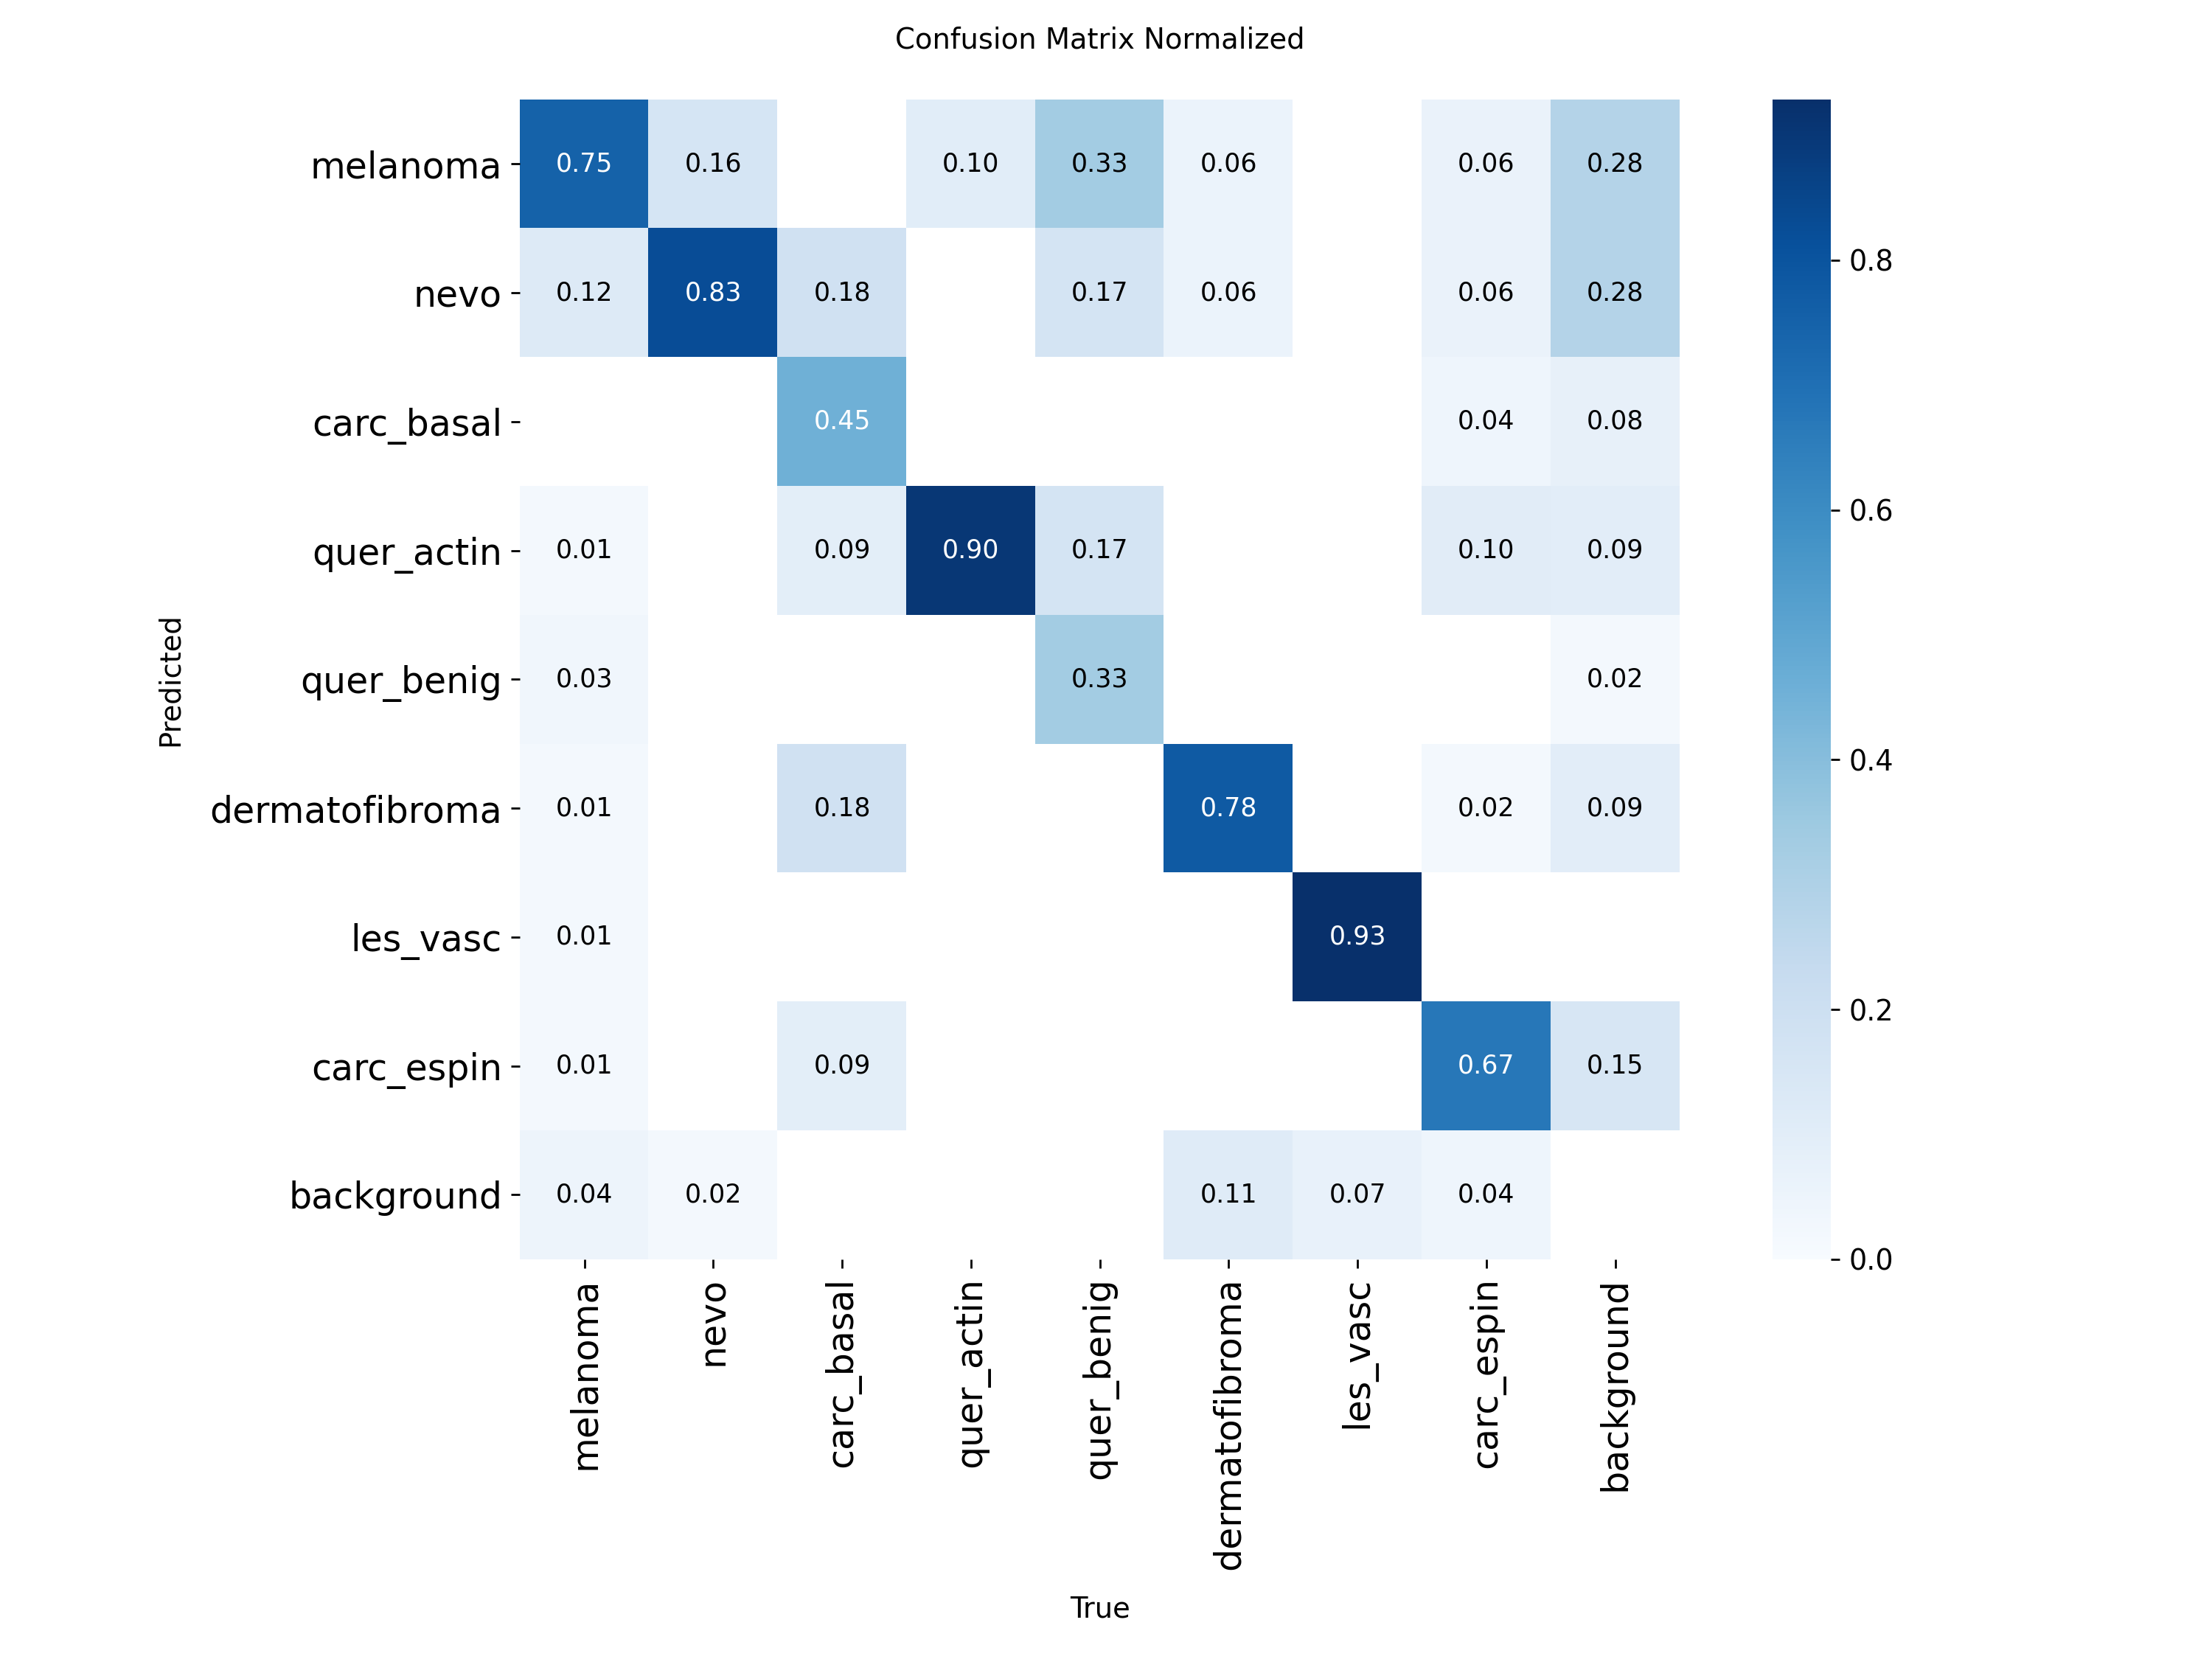 Confusion Matrix Normalized
melanoma 0.75 0.16 0.10 0.33 0.06 0.06 0.28
nevo 0.12 0.83 0.18 0.17 0.06 0.06 0.28
0.8
carc_basal 0.45 0.04 0.08
0.6
quer_actin 0.01 0.09 0.90 0.17 0.10 0.09
Predicted
quer_benig 0.03 0.33 0.02
0.4
dermatofibroma 0.01 0.18 0.78 0.02 0.09
les_vasc 0.01 0.93
0.2
carc_espin 0.01 0.09 0.67 0.15
background 0.04 0.02 0.11 0.07 0.04
0.0
melanoma
nevo
carc_basal
quer_actin
quer_benig
dermatofibroma
les_vasc
carc_espin
background
True